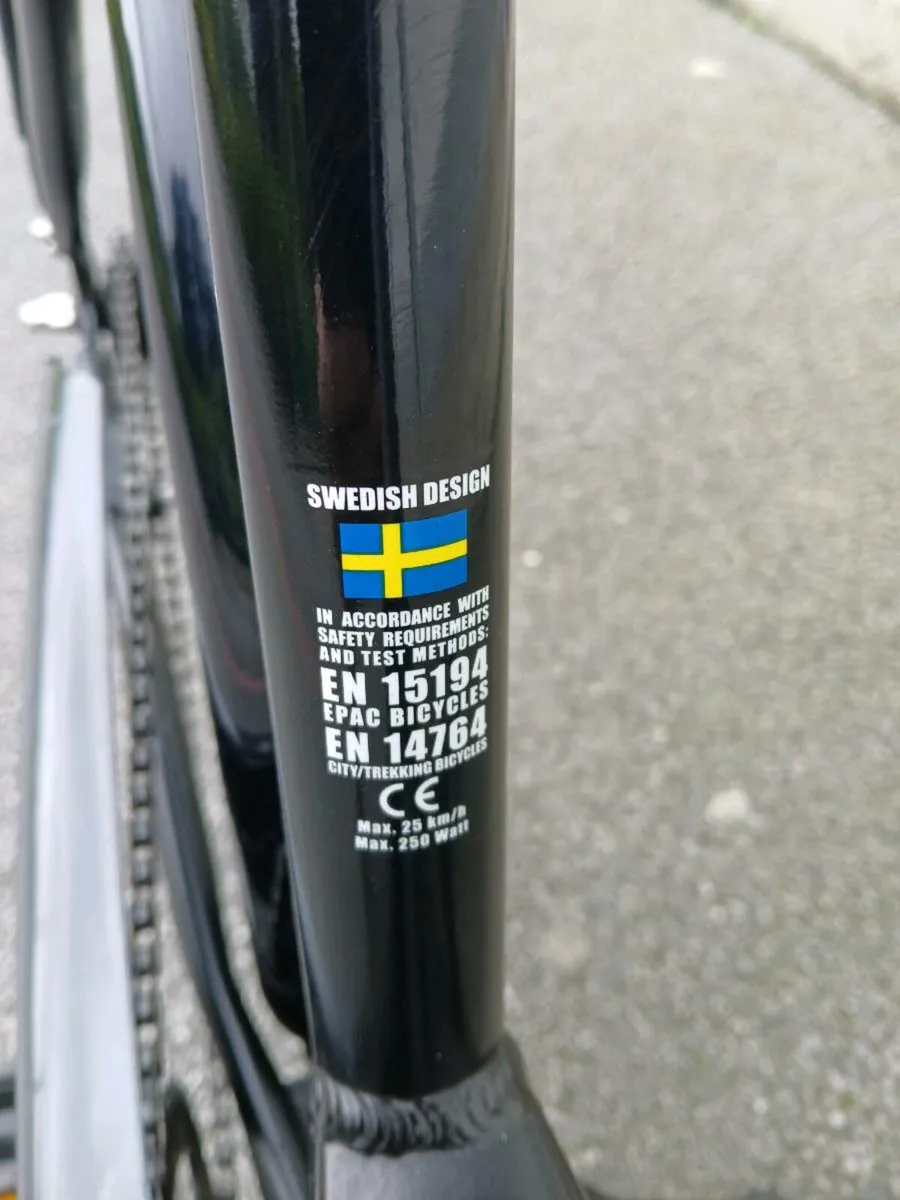 SWEDISH DESIGN
IN ACCORDANCE WITH
SAFETY REQUIREMENTS
AND TEST METHODS:
EN 15194
EPAC BICYCLES
EN 14764
CITY/TREKKING BICYCLES
CE
Max. 25 km/h
Max. 250 Watt